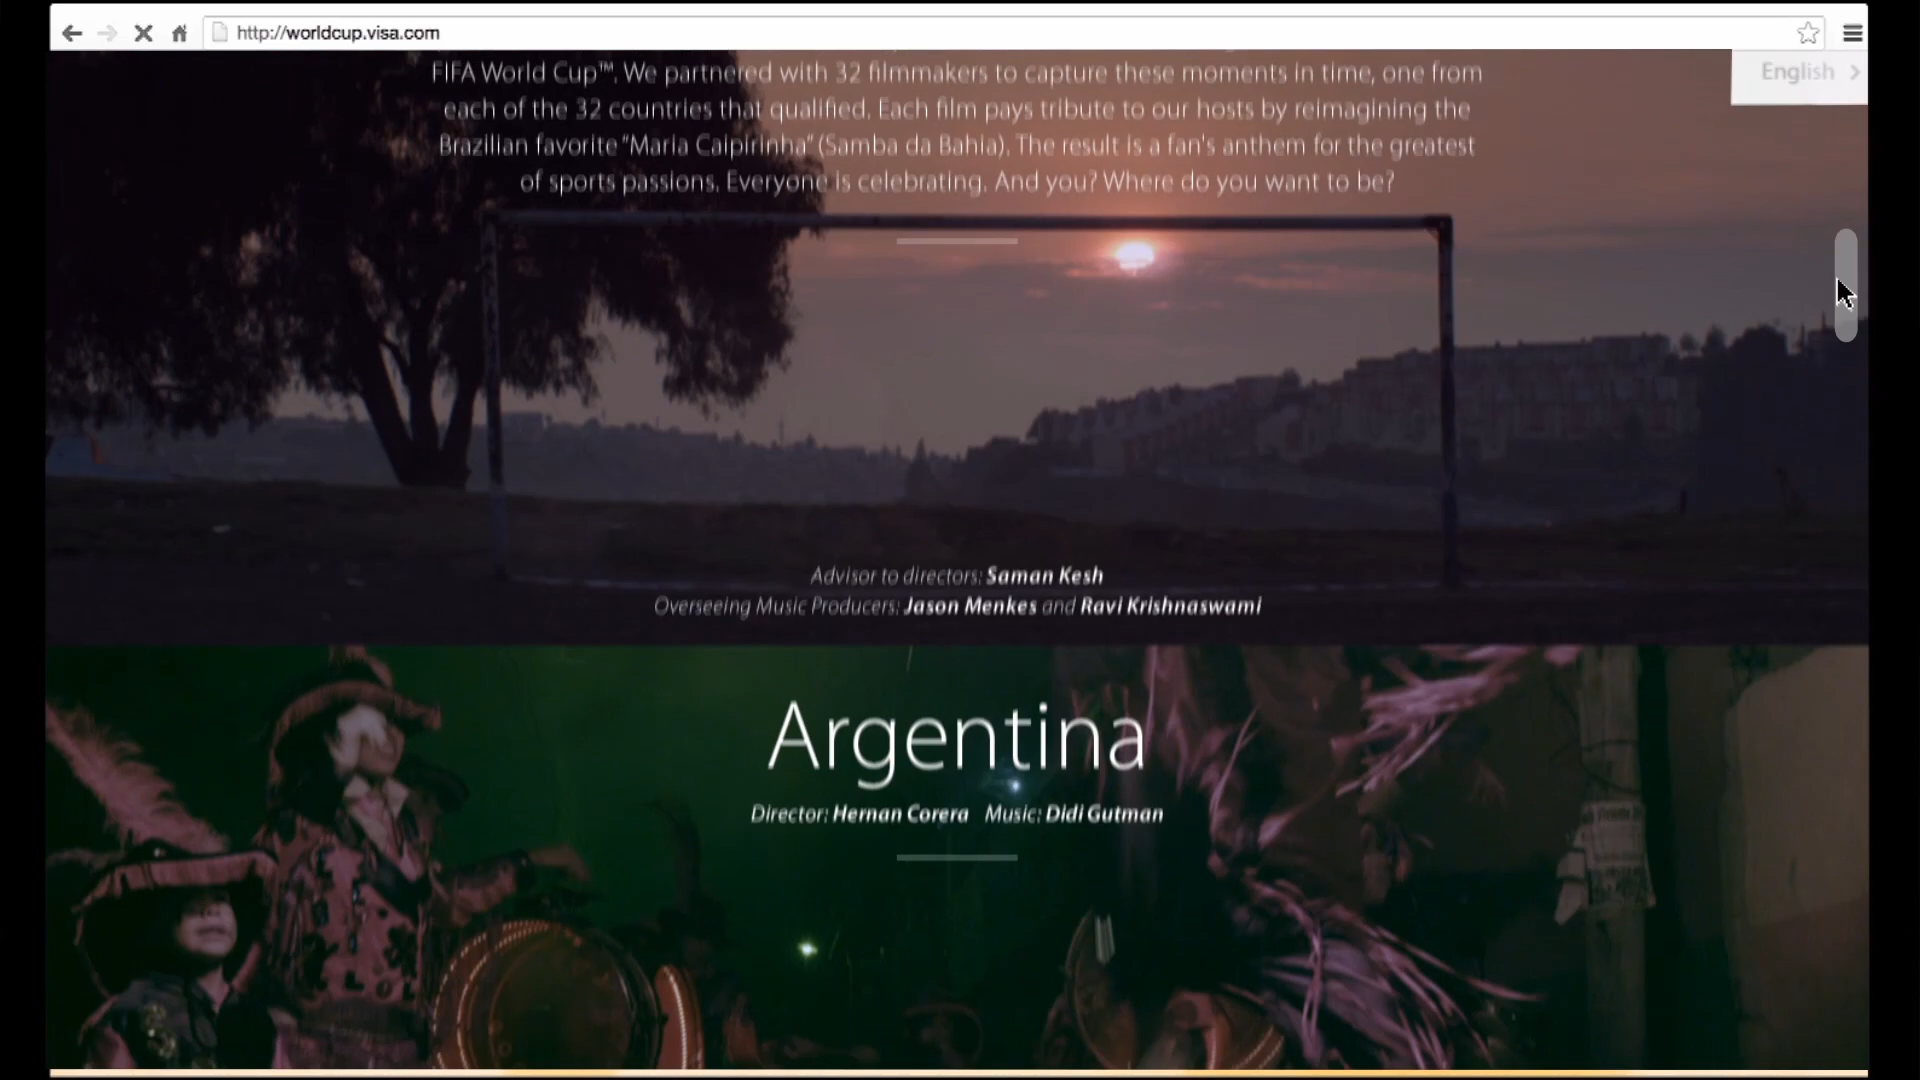 http://worldcup.visa.com
English
FIFA World Cup™. We partnered with 32 filmmakers to capture these moments in time, one from
each of the 32 countries that qualified. Each film pays tribute to our hosts by reimagining the
Brazilian favorite "Maria Caipirinha" (Samba da Bahia). The result is a fan's anthem for the greatest
of sports passions. Everyone is celebrating. And you? Where do you want to be?
Advisor to directors: Saman Kesh
Overseeing Music Producers: Jason Menkes and Ravi Krishnaswami
Argentina
Director: Hernan Corera Music: Didi Gutman